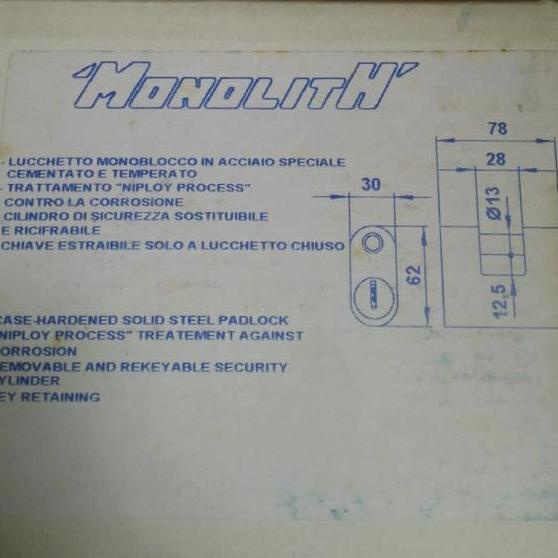 'MONOLITH'
- LUCCHETTO MONOBLOCCO IN ACCIAIO SPECIALE
CEMENTATO E TEMPERATO
- TRATTAMENTO "NIPLOY PROCESS"
CONTRO LA CORROSIONE
CILINDRO DI SICUREZZA SOSTITUIBILE
E RICIFRABILE
CHIAVE ESTRAIBILE SOLO A LUCCHETTO CHIUSO
78
28
30
Ø13
62
12,5
CASE-HARDENED SOLID STEEL PADLOCK
NIPLOY PROCESS" TREATEMENT AGAINST
ORROSION
EMOVABLE AND REKEYABLE SECURITY
YLINDER
EY RETAINING